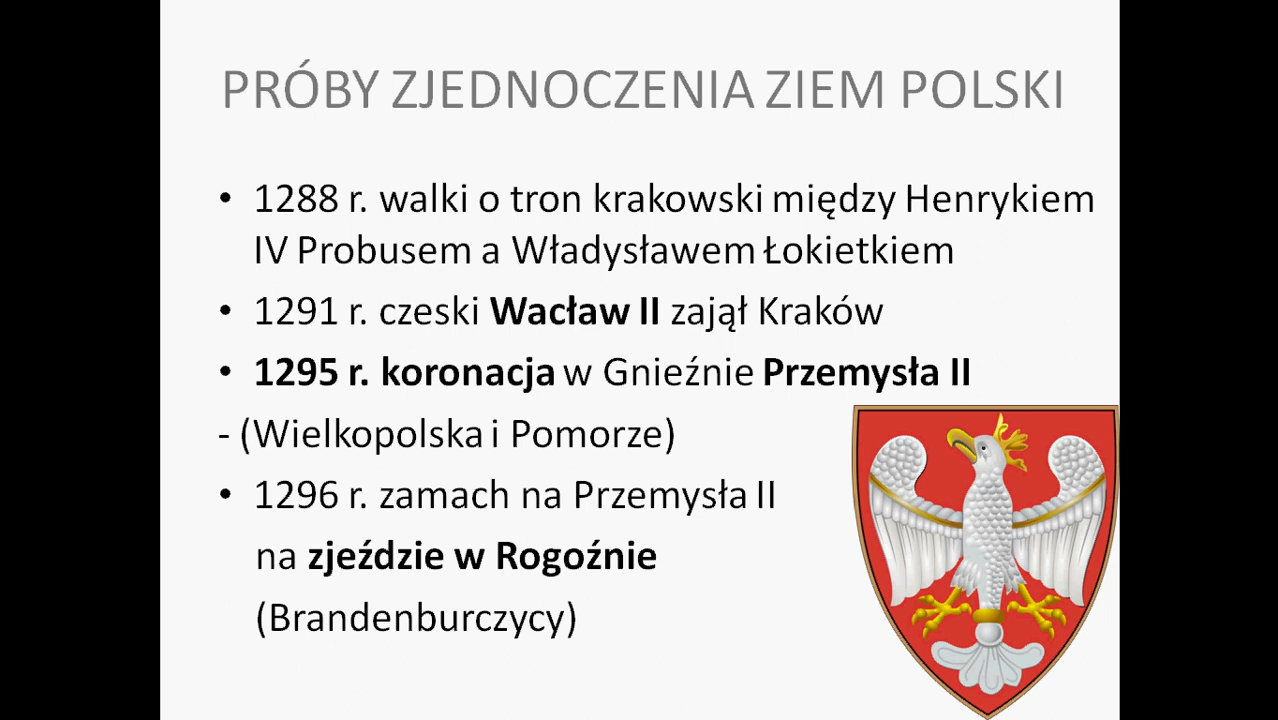 PRÓBY ZJEDNOCZENIA ZIEM POLSKI
• 1288 r. walki o tron krakowski między Henrykiem
IV Probusem a Władysławem Łokietkiem
• 1291 r. czeski Wacław II zajął Kraków
• 1295 r. koronacja w Gnieźnie Przemysła II
- (Wielkopolska i Pomorze)
• 1296 r. zamach na Przemysła II
na zjeździe w Rogoźnie
(Brandenburczycy)